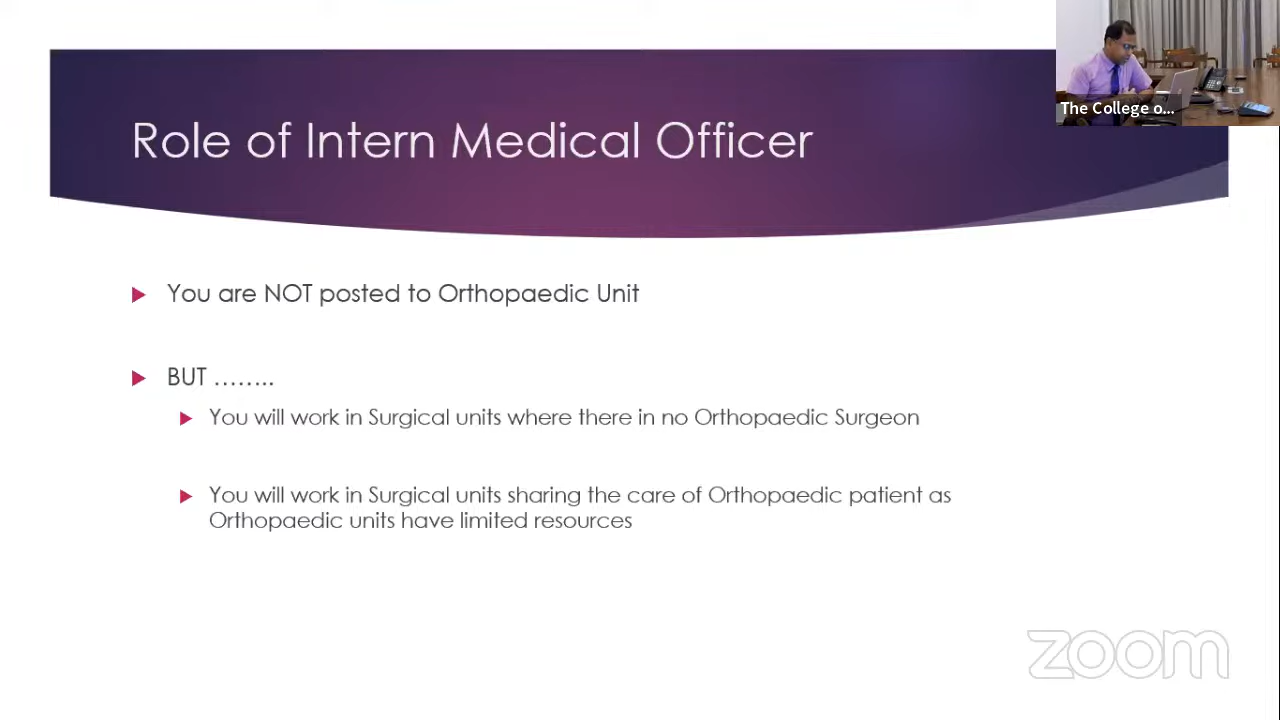 The College o...
Role of Intern Medical Officer
You are NOT posted to Orthopaedic Unit
BUT ……..
You will work in Surgical units where there in no Orthopaedic Surgeon
You will work in Surgical units sharing the care of Orthopaedic patient as
Orthopaedic units have limited resources
zoom